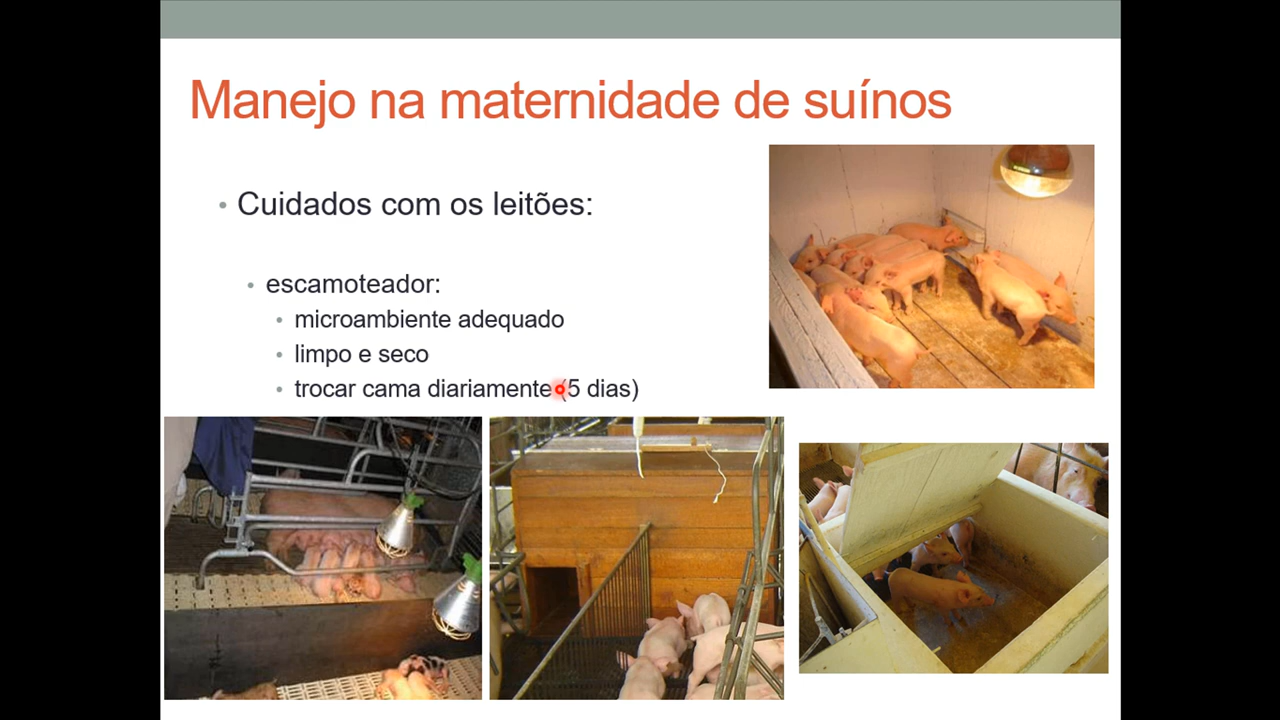 Manejo na maternidade de suínos
• Cuidados com os leitões:
• escamoteador:
• microambiente adequado
• limpo e seco
• trocar cama diariamente (5 dias)